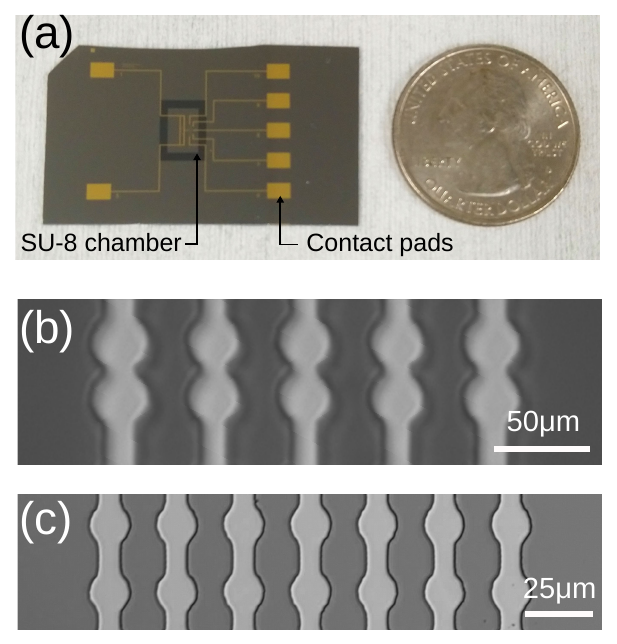 (a)
UNITED STATES OF AMERICA
QUARTER DOLLAR
SU-8 chamber
Contact pads
(b)
50μm
(c)
25μm